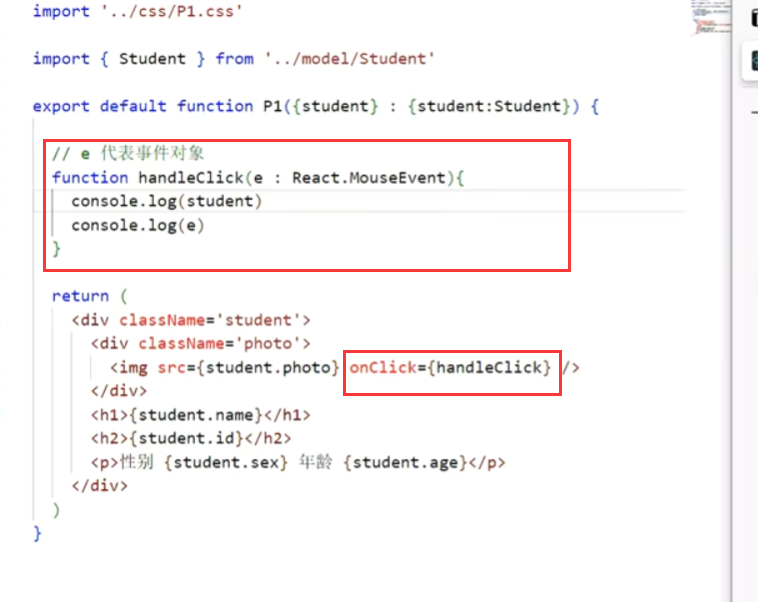 import '../css/P1.css'
import { Student } from '../model/Student'
export default function P1({student} : {student:Student}) {
// e 代表事件对象
function handleClick(e : React.MouseEvent){
console.log(student)
console.log(e)
}
return (
<div className='student'>
<div className='photo'>
<img src={student.photo} onClick={handleClick} />
</div>
<h1>{student.name}</h1>
<h2>{student.id}</h2>
<p>性别 {student.sex} 年龄 {student.age}</p>
</div>
)
}